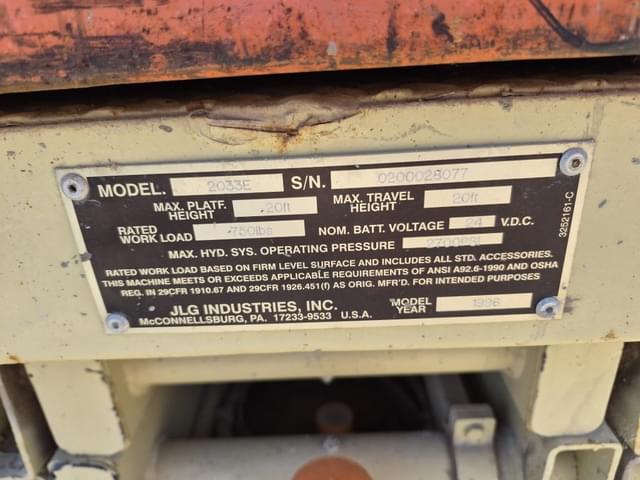 MODEL. 2033E S/N. 0200028077
MAX. PLATF. HEIGHT 20ft MAX. TRAVEL HEIGHT 20ft
RATED WORK LOAD 750lbs NOM. BATT. VOLTAGE 24 V.D.C.
MAX. HYD. SYS. OPERATING PRESSURE 2700PSI
RATED WORK LOAD BASED ON FIRM LEVEL SURFACE AND INCLUDES ALL STD. ACCESSORIES.
THIS MACHINE MEETS OR EXCEEDS APPLICABLE REQUIREMENTS OF ANSI A92.6-1990 AND OSHA
REG. IN 29CFR 1910.67 AND 29CFR 1926.451(f) AS ORIG. MFR'D. FOR INTENDED PURPOSES
JLG INDUSTRIES, INC. MODEL YEAR 1996
McCONNELLSBURG, PA. 17233-9533 U.S.A.
3252161-C